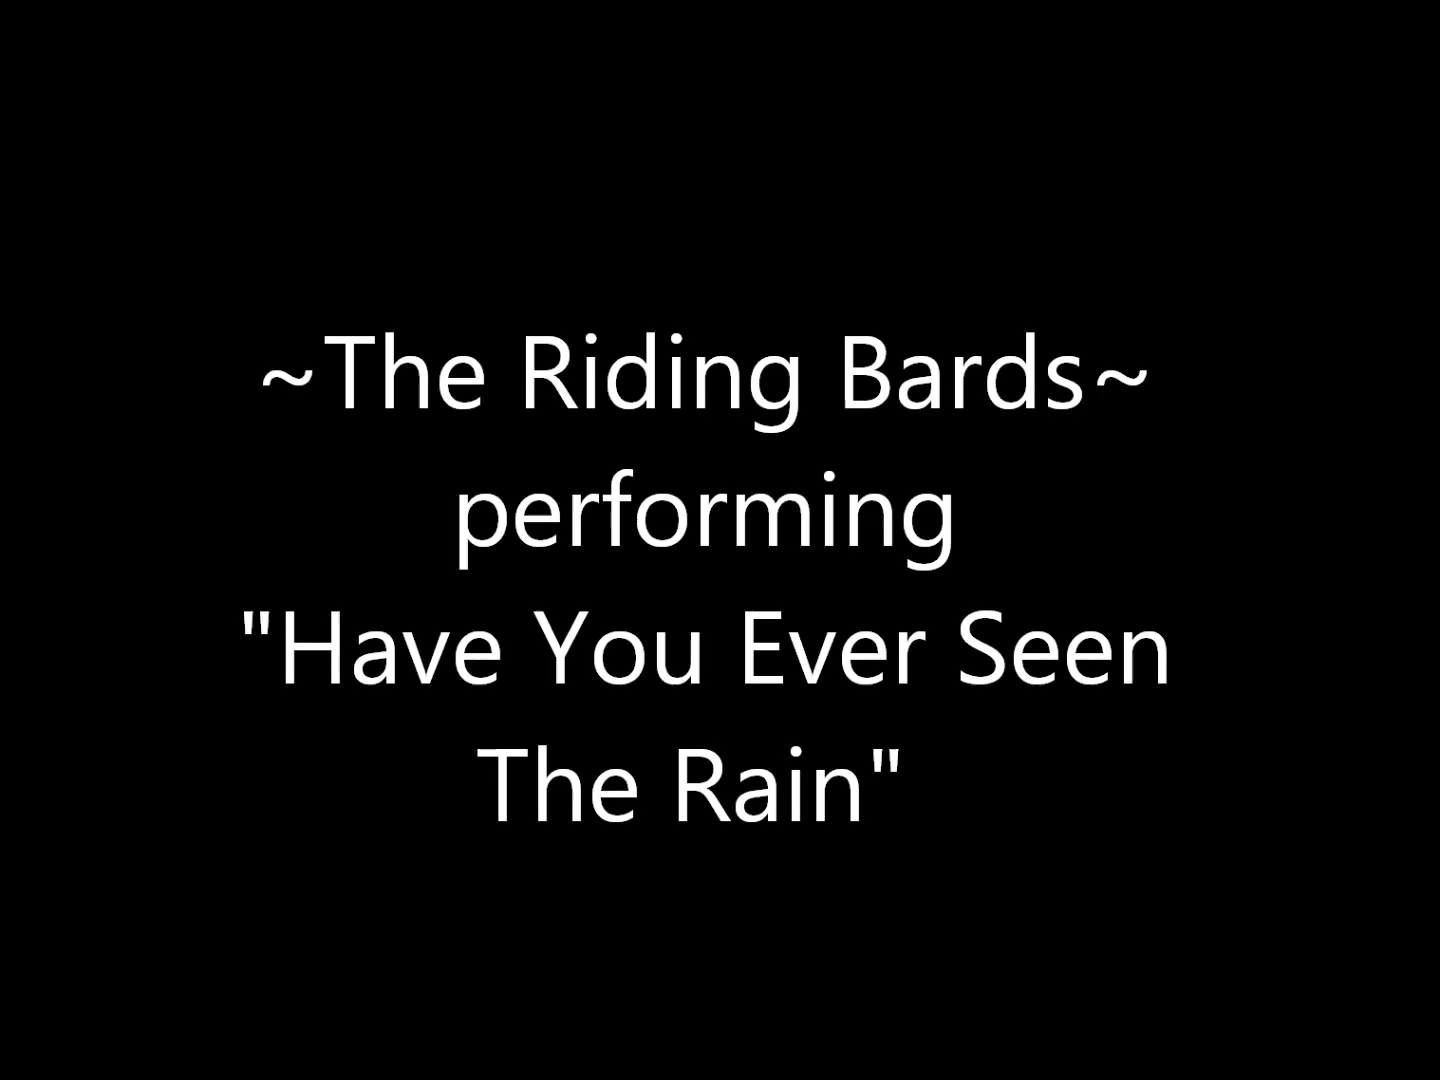 ~The Riding Bards~
performing
"Have You Ever Seen
The Rain"